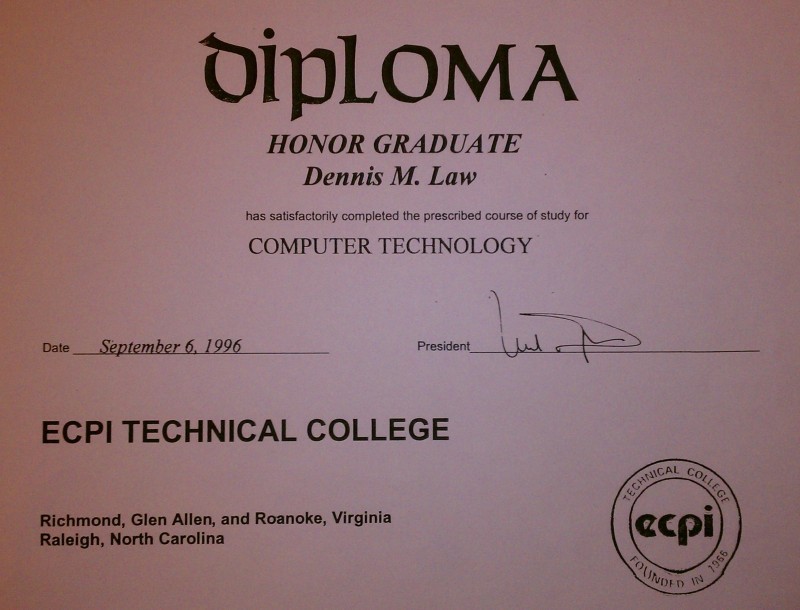 DIPLOMA
HONOR GRADUATE
Dennis M. Law
has satisfactorily completed the prescribed course of study for
COMPUTER TECHNOLOGY
Date September 6, 1996
President
ECPI TECHNICAL COLLEGE
Richmond, Glen Allen, and Roanoke, Virginia
Raleigh, North Carolina
TECHNICAL COLLEGE
ecpi
FOUNDED IN 1966